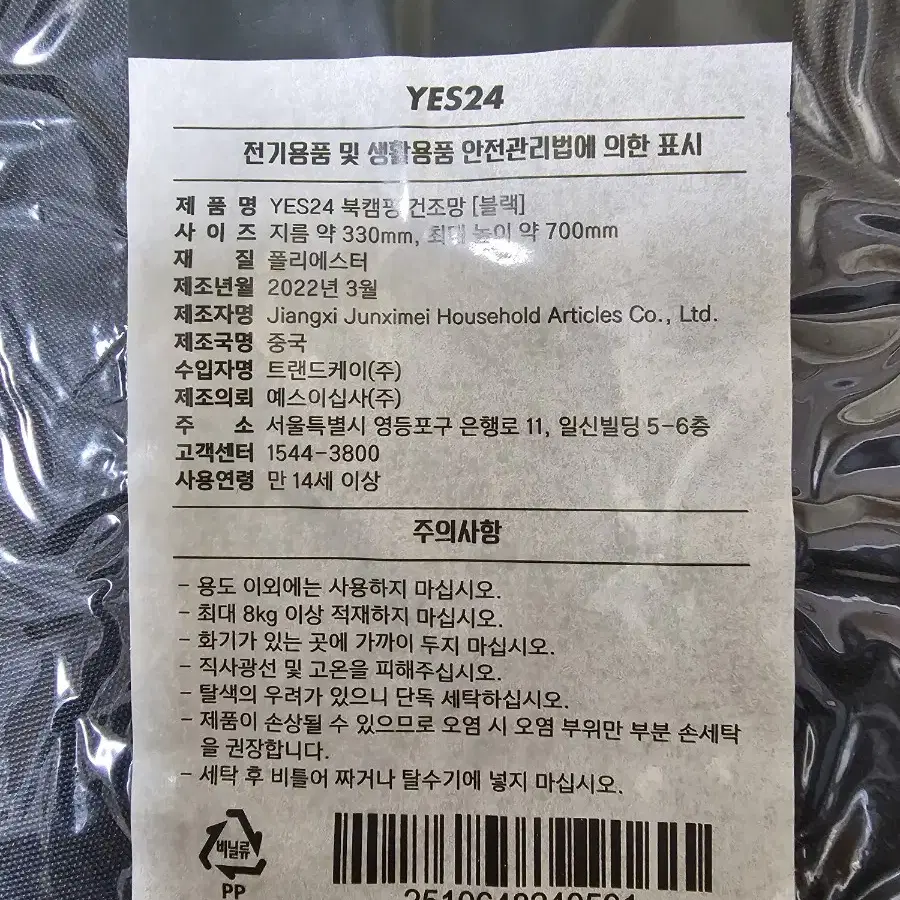 YES24
전기용품 및 생활용품 안전관리법에 의한 표시
제 품 명 YES24 북캠핑 건조망 [블랙]
사 이 즈 지름 약 330mm, 최대 높이 약 700mm
재 질 폴리에스터
제조년월 2022년 3월
제조자명 Jiangxi Junximei Household Articles Co., Ltd.
제조국명 중국
수입자명 트랜드케이(주)
제조의뢰 예스이십사(주)
주 소 서울특별시 영등포구 은행로 11, 일신빌딩 5-6층
고객센터 1544-3800
사용연령 만 14세 이상
주의사항
- 용도 이외에는 사용하지 마십시오.
- 최대 8kg 이상 적재하지 마십시오.
- 화기가 있는 곳에 가까이 두지 마십시오.
- 직사광선 및 고온을 피해주십시오.
- 탈색의 우려가 있으니 단독 세탁하십시오.
- 제품이 손상될 수 있으므로 오염 시 오염 부위만 부분 손세탁
을 권장합니다.
- 세탁 후 비틀어 짜거나 탈수기에 넣지 마십시오.
비닐류
PP